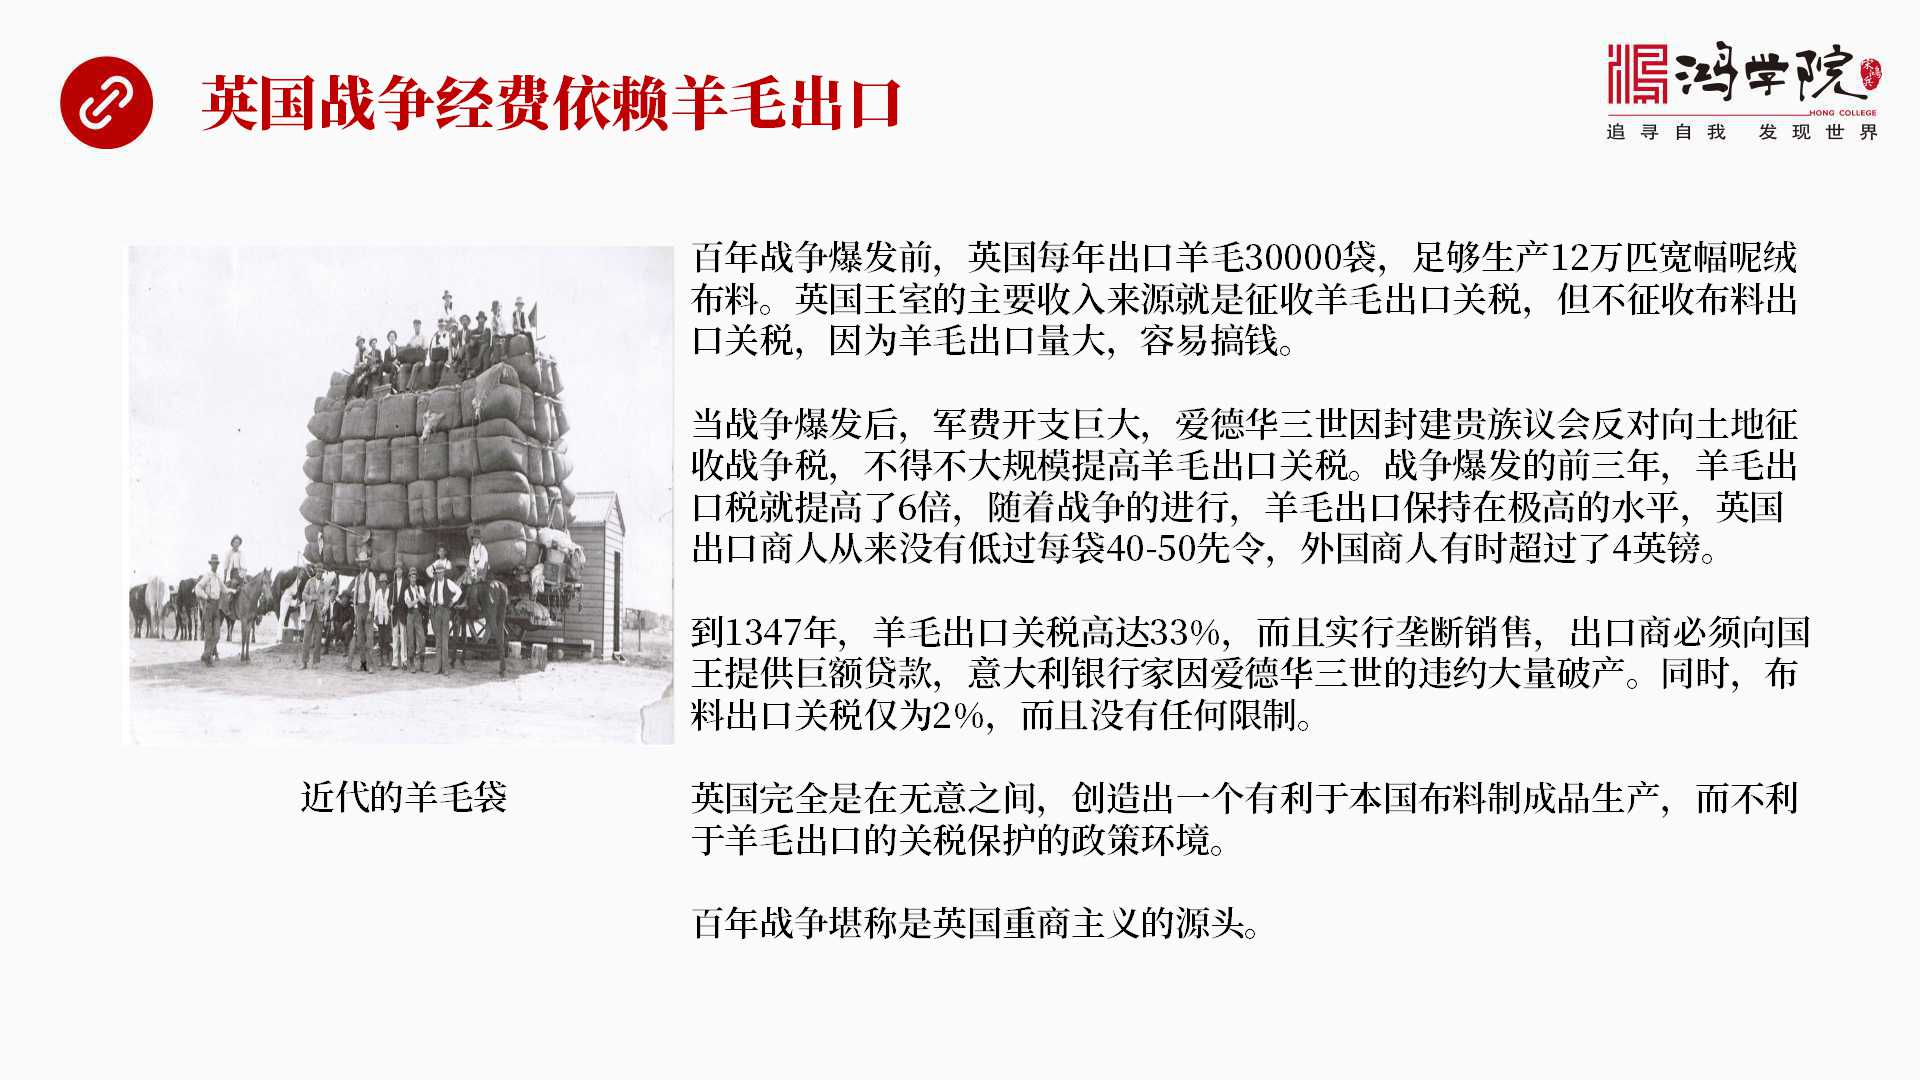 英国战争经费依赖羊毛出口
鸿学院
宋鸿兵
HONG COLLEGE
追寻自我 发现世界
百年战争爆发前，英国每年出口羊毛30000袋，足够生产12万匹宽幅呢绒
布料。英国王室的主要收入来源就是征收羊毛出口关税，但不征收布料出
口关税，因为羊毛出口量大，容易搞钱。
当战争爆发后，军费开支巨大，爱德华三世因封建贵族议会反对向土地征
收战争税，不得不大规模提高羊毛出口关税。战争爆发的前三年，羊毛出
口税就提高了6倍，随着战争的进行，羊毛出口保持在极高的水平，英国
出口商人从来没有低过每袋40-50先令，外国商人有时超过了4英镑。
到1347年，羊毛出口关税高达33%，而且实行垄断销售，出口商必须向国
王提供巨额贷款，意大利银行家因爱德华三世的违约大量破产。同时，布
料出口关税仅为2%，而且没有任何限制。
英国完全是在无意之间，创造出一个有利于本国布料制成品生产，而不利
于羊毛出口的关税保护的政策环境。
百年战争堪称是英国重商主义的源头。
近代的羊毛袋